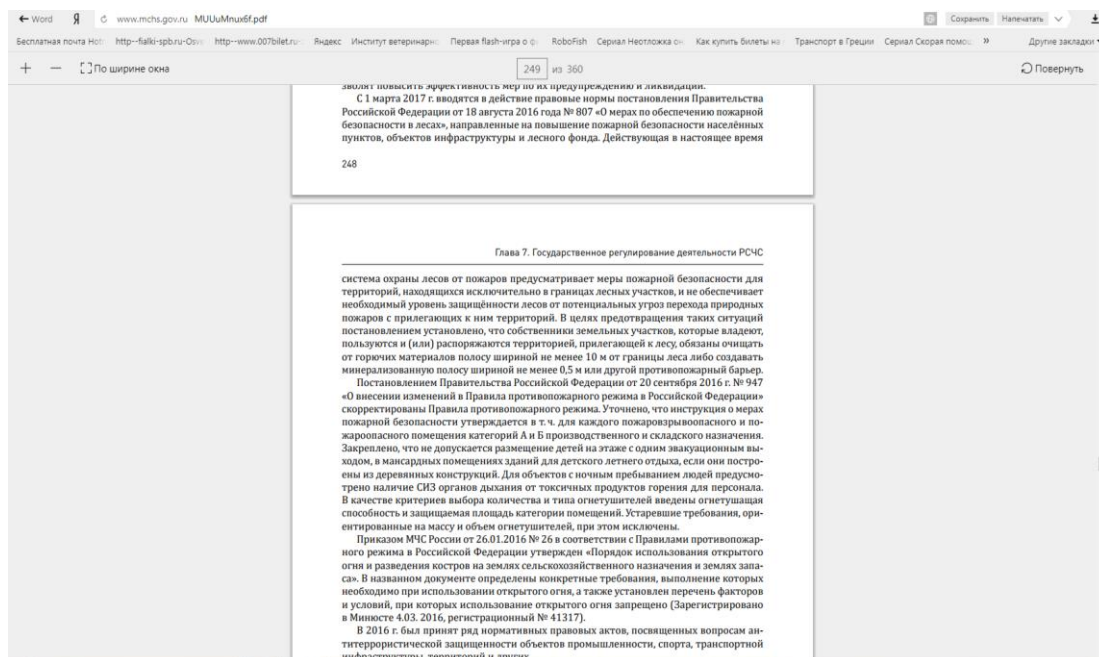 ← Word Я www.mchs.gov.ru MUUuMnux6f.pdf Сохранить Напечатать
Бесплатная почта Hot http--fialki-spb.ru-Osv http--www.007bilet.ru Яндекс Институт ветеринарн Первая flash-игра о ф RoboFish Сериал Неотложка он Как купить билеты на Транспорт в Греции Сериал Скорая помощ » Другие закладки
+ — По ширине окна 249 из 360 Повернуть
зволят повысить эффективность мер по их предупреждению и ликвидации.
С 1 марта 2017 г. вводятся в действие правовые нормы постановления Правительства
Российской Федерации от 18 августа 2016 года № 807 «О мерах по обеспечению пожарной
безопасности в лесах», направленные на повышение пожарной безопасности населённых
пунктов, объектов инфраструктуры и лесного фонда. Действующая в настоящее время
248
Глава 7. Государственное регулирование деятельности РСЧС
система охраны лесов от пожаров предусматривает меры пожарной безопасности для
территорий, находящихся исключительно в границах лесных участков, и не обеспечивает
необходимый уровень защищённости лесов от потенциальных угроз перехода природных
пожаров с прилегающих к ним территорий. В целях предотвращения таких ситуаций
постановлением установлено, что собственники земельных участков, которые владеют,
пользуются и (или) распоряжаются территорией, прилегающей к лесу, обязаны очищать
от горючих материалов полосу шириной не менее 10 м от границы леса либо создавать
минерализованную полосу шириной не менее 0,5 м или другой противопожарный барьер.
Постановлением Правительства Российской Федерации от 20 сентября 2016 г. № 947
«О внесении изменений в Правила противопожарного режима в Российской Федерации»
скорректированы Правила противопожарного режима. Уточнено, что инструкция о мерах
пожарной безопасности утверждается в т. ч. для каждого пожаровзрывоопасного и по-
жароопасного помещения категорий А и Б производственного и складского назначения.
Закреплено, что не допускается размещение детей на этаже с одним эвакуационным вы-
ходом, в мансардных помещениях зданий для детского летнего отдыха, если они постро-
ены из деревянных конструкций. Для объектов с ночным пребыванием людей предусмо-
трено наличие СИЗ органов дыхания от токсичных продуктов горения для персонала.
В качестве критериев выбора количества и типа огнетушителей введены огнетушащая
способность и защищаемая площадь категории помещений. Устаревшие требования, ори-
ентированные на массу и объем огнетушителей, при этом исключены.
Приказом МЧС России от 26.01.2016 № 26 в соответствии с Правилами противопожар-
ного режима в Российской Федерации утвержден «Порядок использования открытого
огня и разведения костров на землях сельскохозяйственного назначения и землях запа-
са». В названном документе определены конкретные требования, выполнение которых
необходимо при использовании открытого огня, а также установлен перечень факторов
и условий, при которых использование открытого огня запрещено (Зарегистрировано
в Минюсте 4.03. 2016, регистрационный № 41317).
В 2016 г. был принят ряд нормативных правовых актов, посвященных вопросам ан-
титеррористической защищенности объектов промышленности, спорта, транспортной
инфраструктуры, территорий и других.